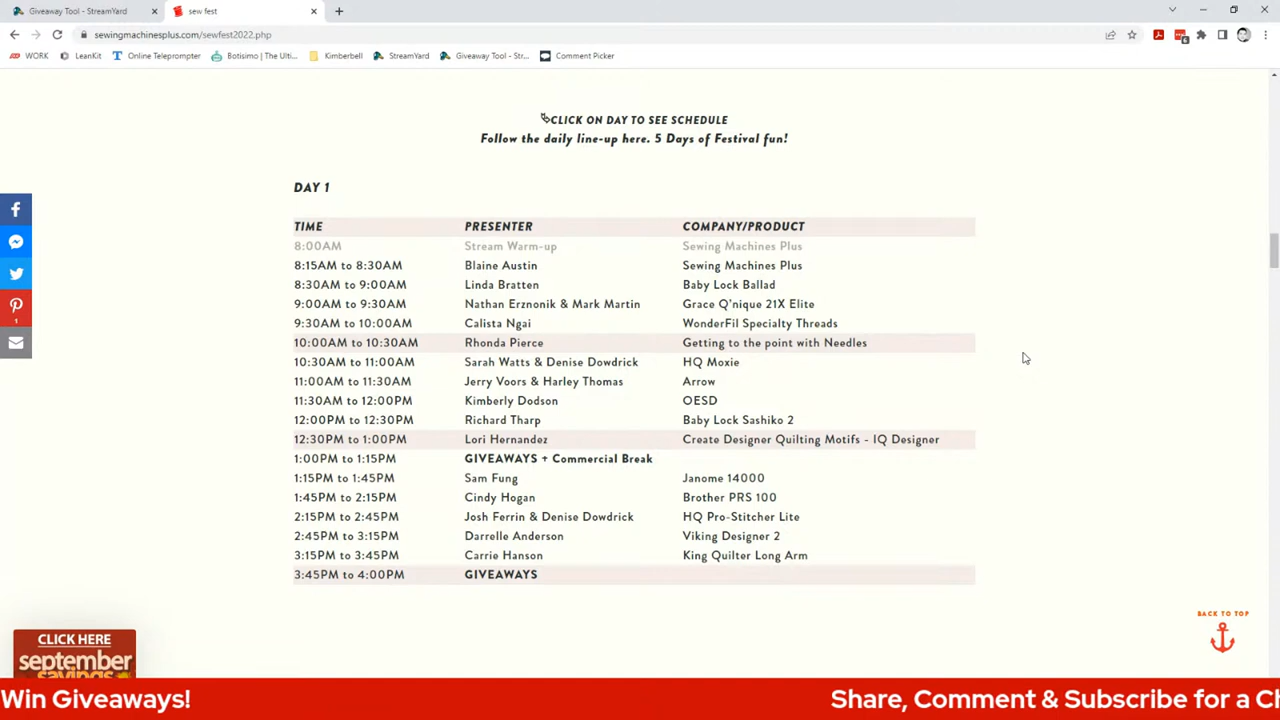 Giveaway Tool - StreamYard
sew fest
sewingmachinesplus.com/sewfest2022.php
WORK LeanKit Online Teleprompter Botisimo | The Ulti... Kimberbell StreamYard Giveaway Tool - Str... Comment Picker
CLICK ON DAY TO SEE SCHEDULE
Follow the daily line-up here. 5 Days of Festival fun!
DAY 1
TIME PRESENTER COMPANY/PRODUCT
8:00AM Stream Warm-up Sewing Machines Plus
8:15AM to 8:30AM Blaine Austin Sewing Machines Plus
8:30AM to 9:00AM Linda Bratten Baby Lock Ballad
9:00AM to 9:30AM Nathan Erznonik & Mark Martin Grace Q'nique 21X Elite
9:30AM to 10:00AM Calista Ngai WonderFil Specialty Threads
10:00AM to 10:30AM Rhonda Pierce Getting to the point with Needles
10:30AM to 11:00AM Sarah Watts & Denise Dowdrick HQ Moxie
11:00AM to 11:30AM Jerry Voors & Harley Thomas Arrow
11:30AM to 12:00PM Kimberly Dodson OESD
12:00PM to 12:30PM Richard Tharp Baby Lock Sashiko 2
12:30PM to 1:00PM Lori Hernandez Create Designer Quilting Motifs - IQ Designer
1:00PM to 1:15PM GIVEAWAYS + Commercial Break
1:15PM to 1:45PM Sam Fung Janome 14000
1:45PM to 2:15PM Cindy Hogan Brother PRS 100
2:15PM to 2:45PM Josh Ferrin & Denise Dowdrick HQ Pro-Stitcher Lite
2:45PM to 3:15PM Darrelle Anderson Viking Designer 2
3:15PM to 3:45PM Carrie Hanson King Quilter Long Arm
3:45PM to 4:00PM GIVEAWAYS
1
BACK TO TOP
CLICK HERE
september
savings
Win Giveaways! Share, Comment & Subscribe for a Ch